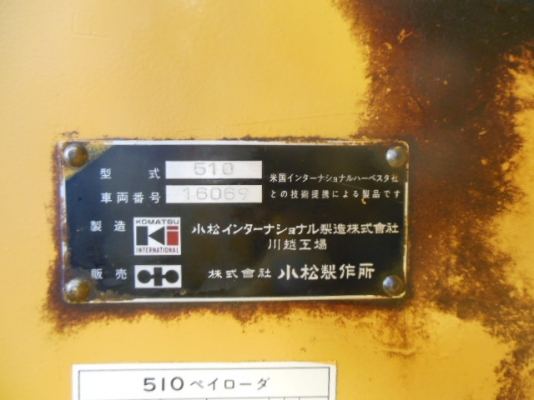 型式 510
米国インターナショナルハーベスタ社
車両番号 16069
との技術提携による製品です
製造 KOMATSU
Ki
INTERNATIONAL
小松インターナショナル製造株式会社
川越工場
販売 株式会社 小松製作所
510ペイローダ